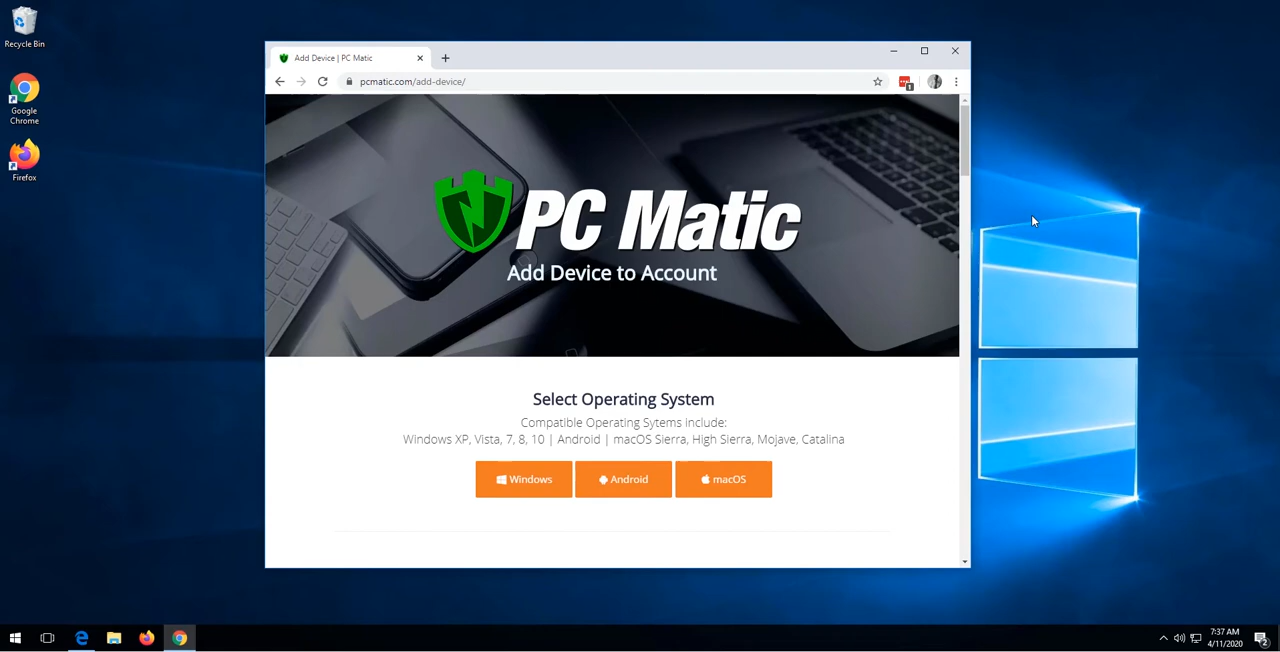 Recycle Bin
Google
Chrome
Firefox
Add Device | PC Matic
pcmatic.com/add-device/
1
PC Matic
Add Device to Account
Select Operating System
Compatible Operating Sytems include:
Windows XP, Vista, 7, 8, 10 | Android | macOS Sierra, High Sierra, Mojave, Catalina
Windows
Android
macOS
7:37 AM
4/11/2020
2